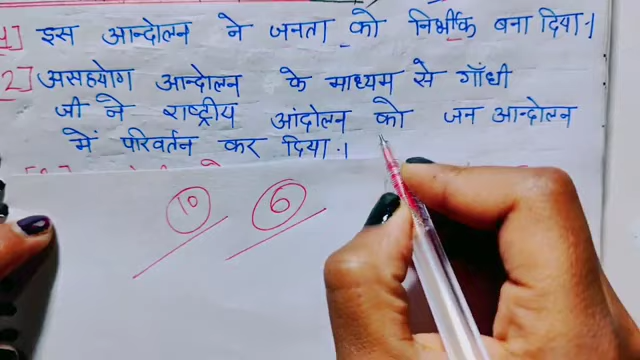 1] इस आन्दोलन ने जनता को निर्भीक बना दिया।
2] असहयोग आन्दोलन के माध्यम से गाँधी
जी ने राष्ट्रीय आंदोलन को जन आन्दोलन
में परिवर्तन कर दिया।
10 6